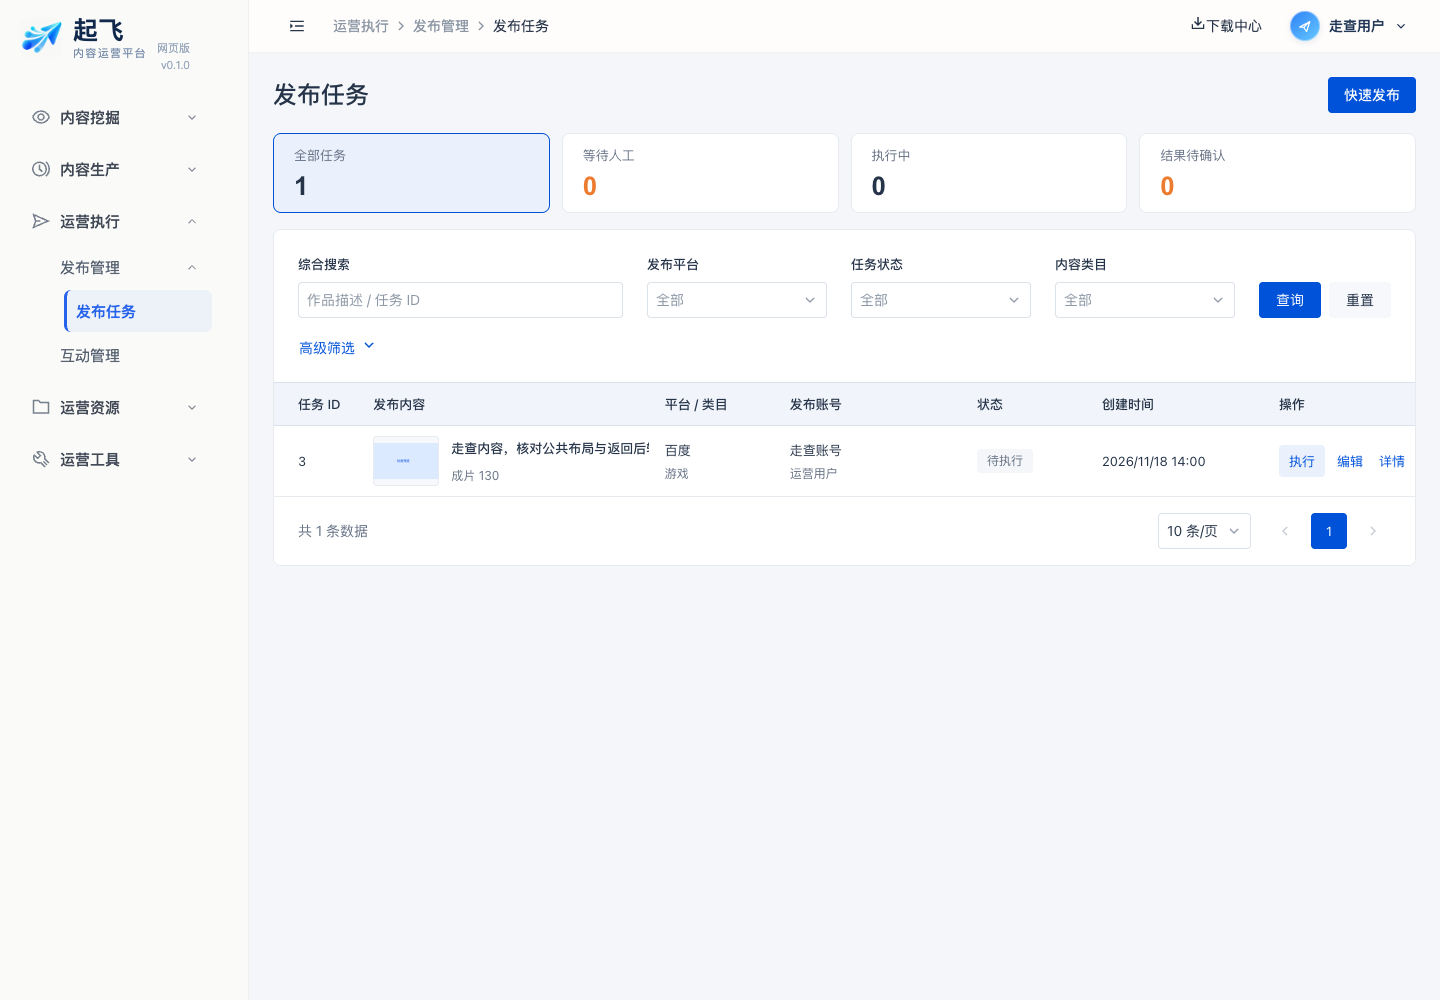 起飞
内容运营平台
网页版
v0.1.0
内容挖掘
内容生产
运营执行
发布管理
发布任务
互动管理
运营资源
运营工具
运营执行 > 发布管理 > 发布任务
下载中心
走查用户
发布任务
快速发布
全部任务
1
等待人工
0
执行中
0
结果待确认
0
综合搜索
作品描述 / 任务 ID
发布平台
全部
任务状态
全部
内容类目
全部
查询
重置
高级筛选
任务 ID 发布内容 平台 / 类目 发布账号 状态 创建时间 操作
3
走查内容，核对公共布局与返回后
成片 130
百度
游戏
走查账号
运营用户
待执行
2026/11/18 14:00
执行 编辑 详情
共 1 条数据
10 条/页
1